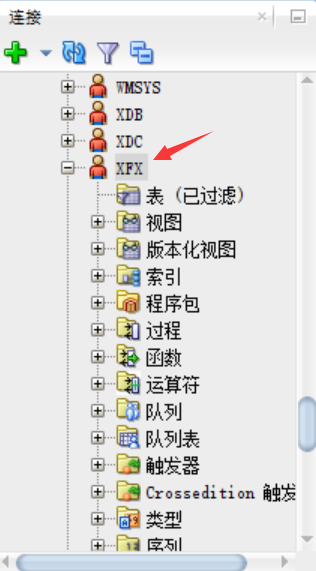 连接
WMSYS
XDB
XDC
XFX
表 (已过滤)
视图
版本化视图
索引
程序包
过程
函数
运算符
队列
队列表
触发器
Crossedition 触发
类型
序列